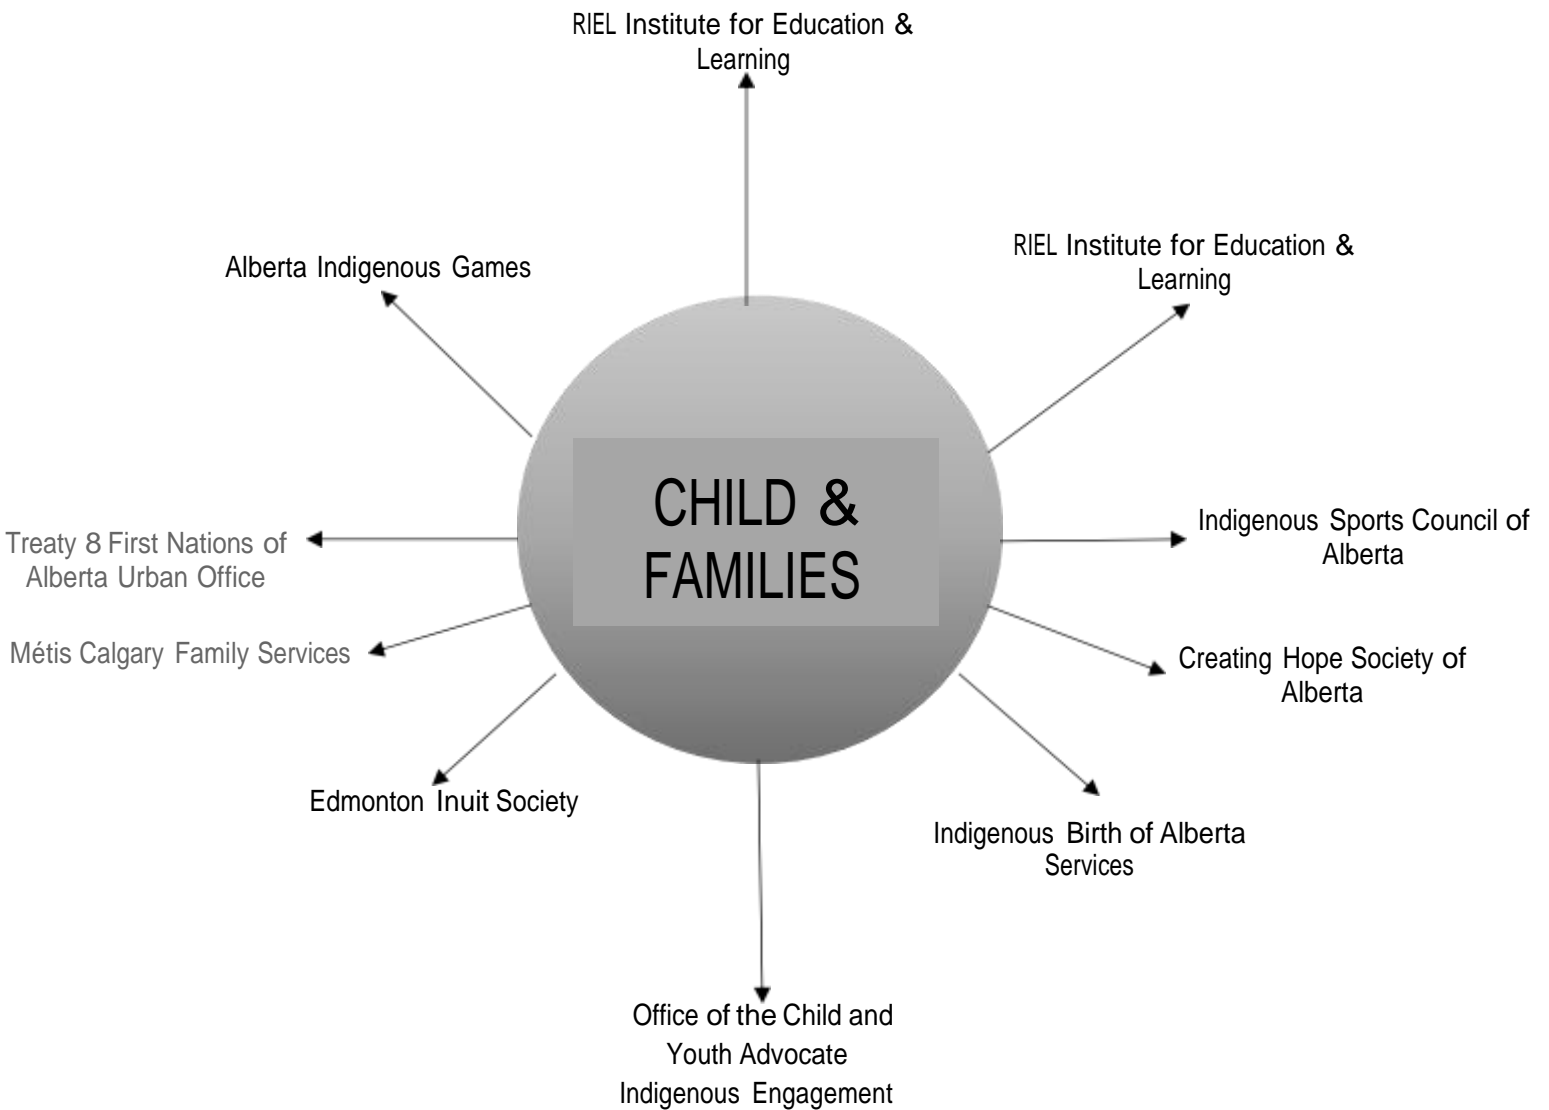 RIEL Institute for Education &
Learning
RIEL Institute for Education &
Learning
Alberta Indigenous Games
CHILD &
FAMILIES
Indigenous Sports Council of
Alberta
Treaty 8 First Nations of
Alberta Urban Office
Métis Calgary Family Services
Creating Hope Society of
Alberta
Edmonton Inuit Society
Indigenous Birth of Alberta
Services
Office of the Child and
Youth Advocate
Indigenous Engagement